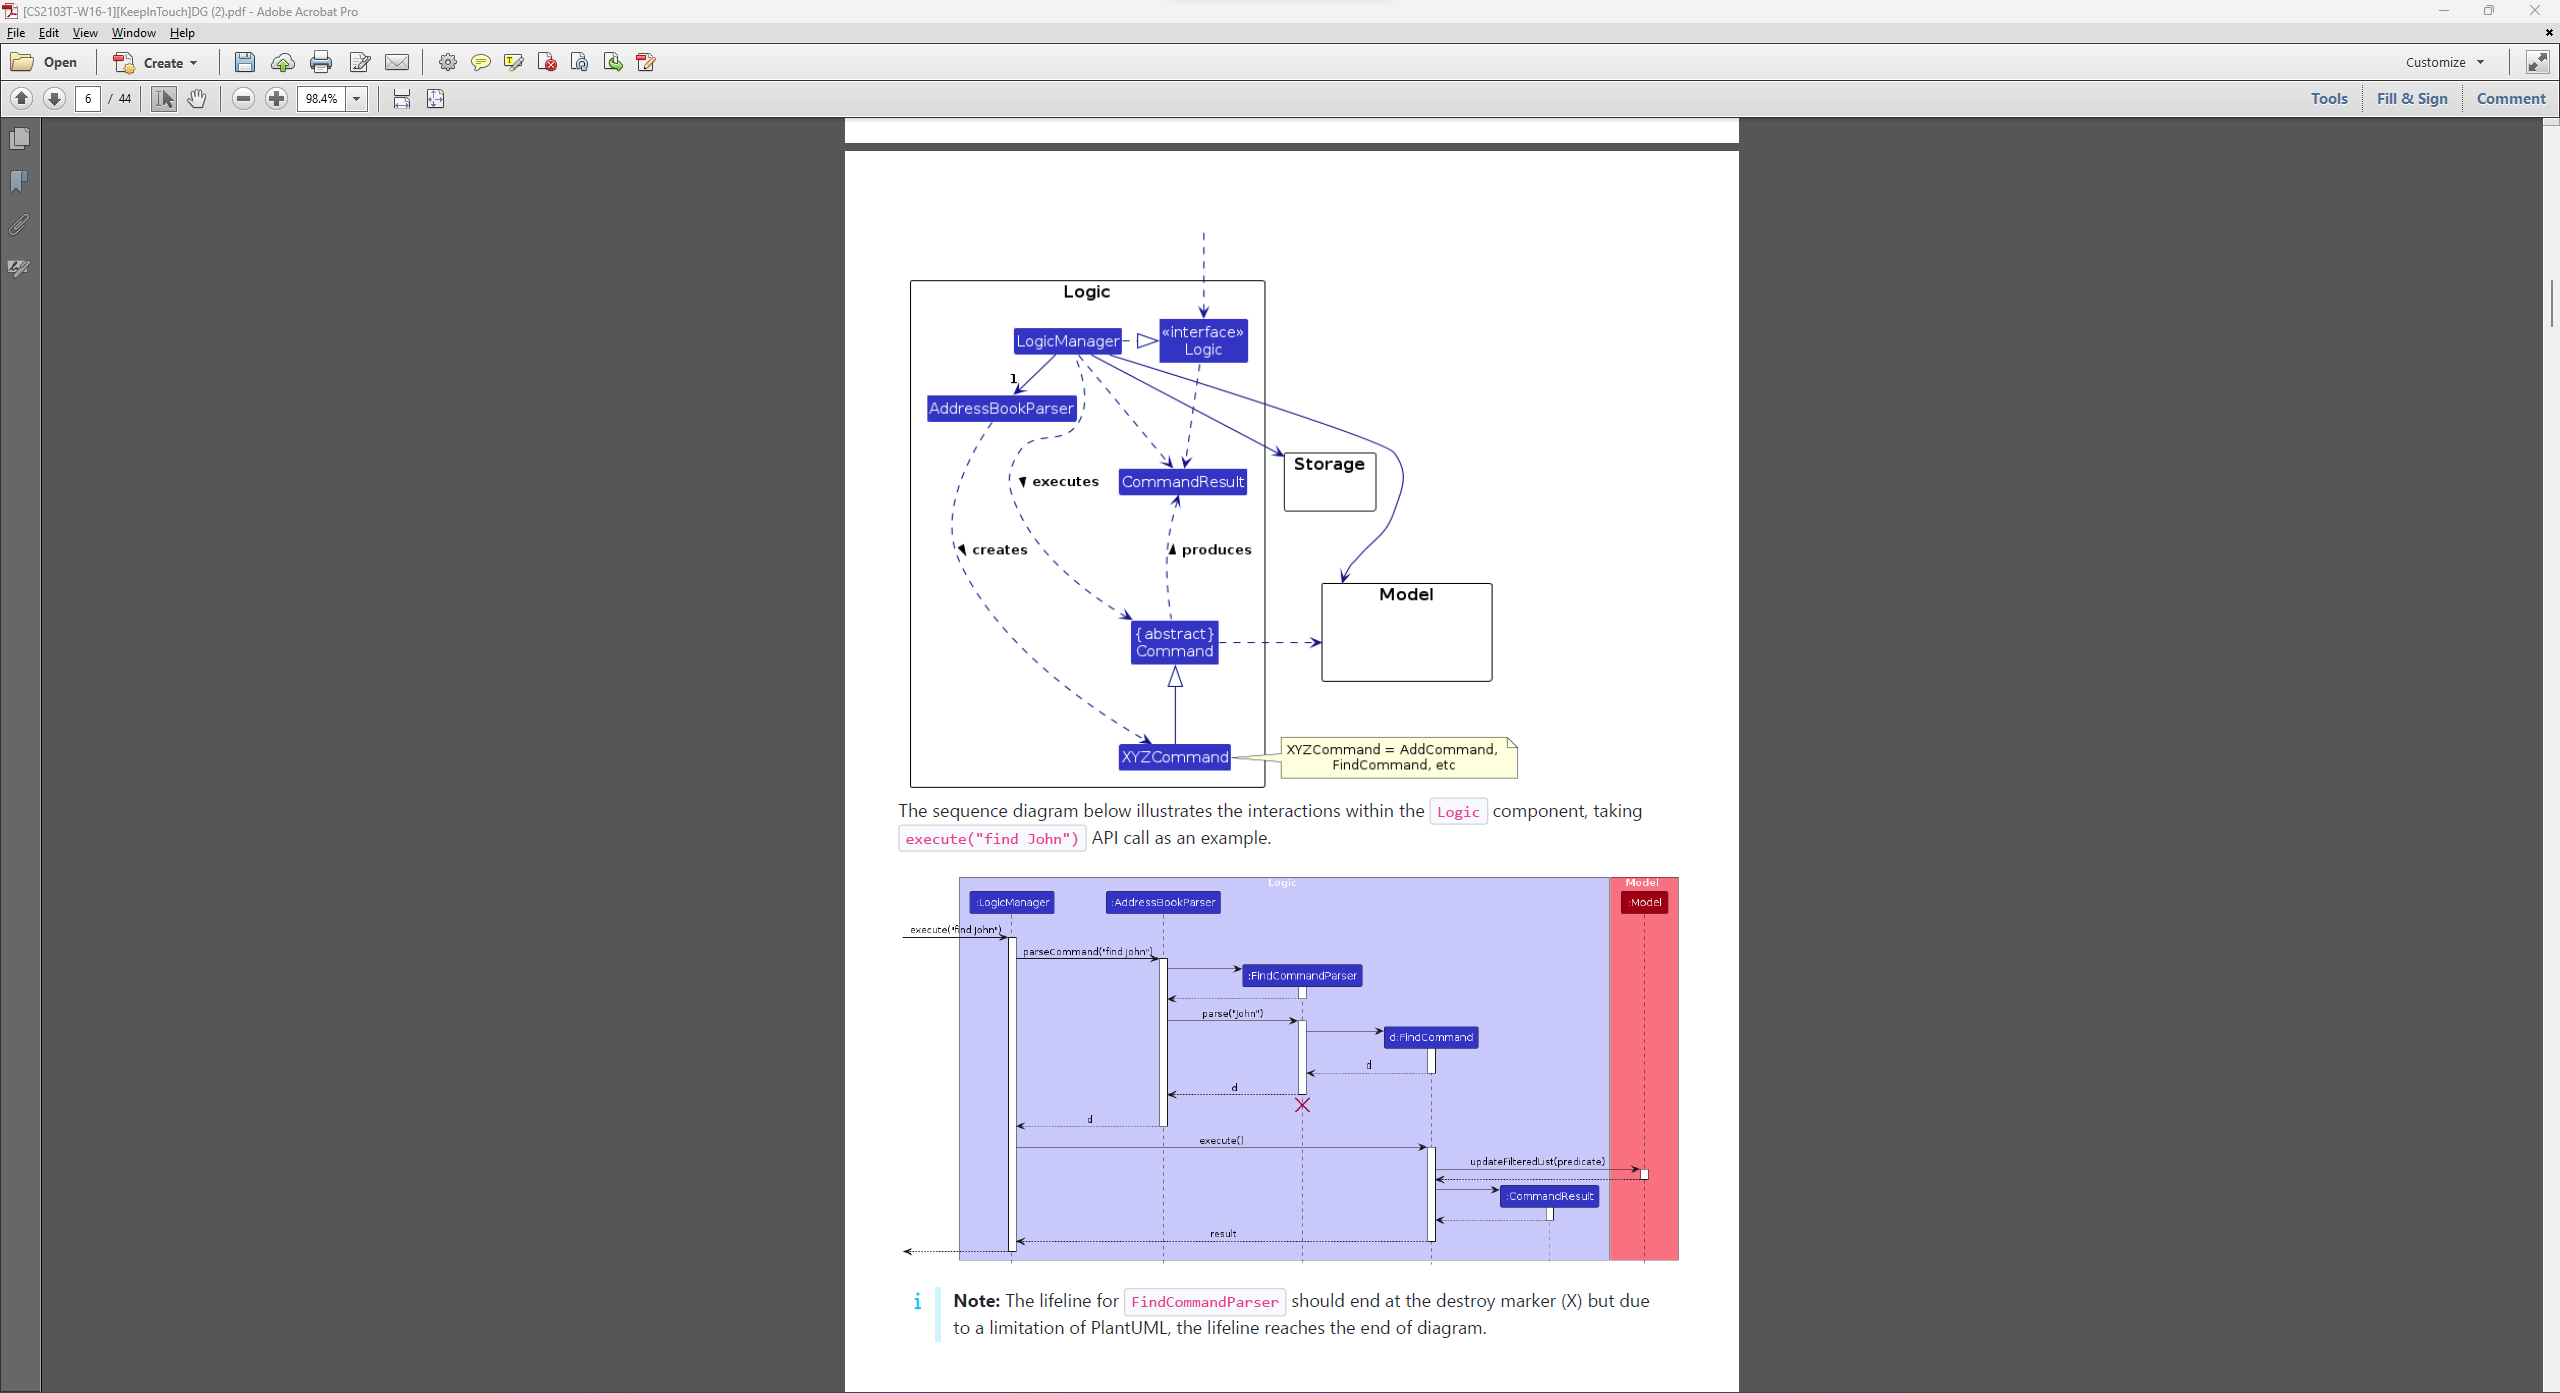 [CS2103T-W16-1][KeepInTouch]DG (2).pdf - Adobe Acrobat Pro
File Edit View Window Help
Open Create Customize
6 / 44 98.4% Tools Fill & Sign Comment
Logic
LogicManager
«interface»
Logic
1
AddressBookParser
Storage
executes
CommandResult
creates
produces
Model
{abstract}
Command
XYZCommand
XYZCommand = AddCommand,
FindCommand, etc
The sequence diagram below illustrates the interactions within the Logic component, taking
execute("find John") API call as an example.
Logic Model
:LogicManager :AddressBookParser :Model
execute("find John")
parseCommand("find John")
:FindCommandParser
parse("John")
d:FindCommand
d
d
d
execute()
updateFilteredList(predicate)
:CommandResult
result
i Note: The lifeline for FindCommandParser should end at the destroy marker (X) but due
to a limitation of PlantUML, the lifeline reaches the end of diagram.